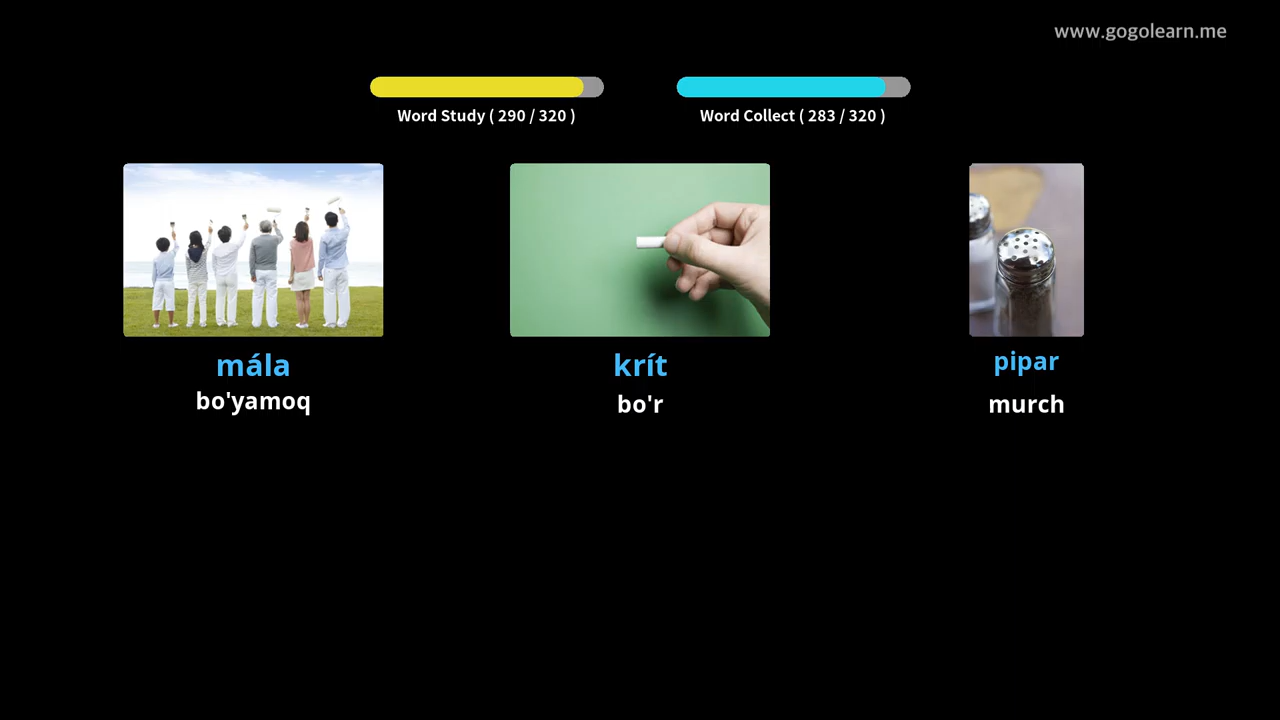 www.gogolearn.me
Word Study ( 290 / 320 )
Word Collect ( 283 / 320 )
mála
bo'yamoq
krít
bo'r
pipar
murch